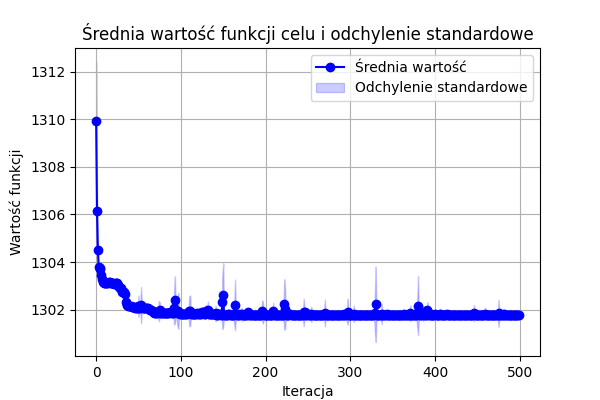 Średnia wartość funkcji celu i odchylenie standardowe
Średnia wartość
Odchylenie standardowe
Wartość funkcji
1312
1310
1308
1306
1304
1302
0 100 200 300 400 500
Iteracja